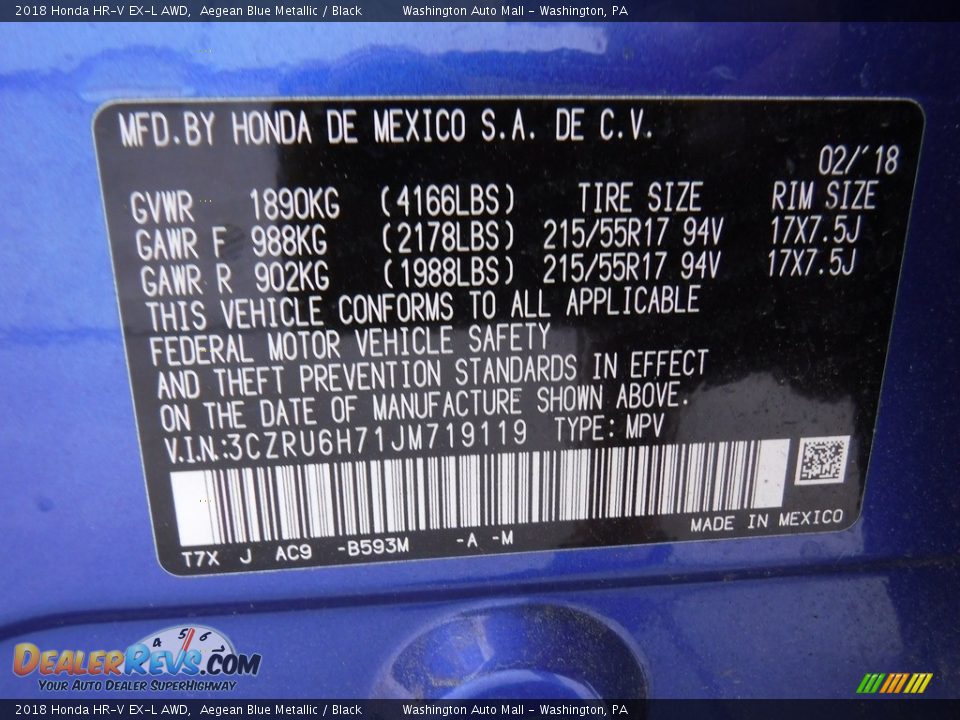 2018 Honda HR-V EX-L AWD, Aegean Blue Metallic / Black Washington Auto Mall - Washington, PA
MFD.BY HONDA DE MEXICO S.A. DE C.V.
02/'18
GVWR 1890KG (4166LBS) TIRE SIZE RIM SIZE
GAWR F 988KG (2178LBS) 215/55R17 94V 17X7.5J
GAWR R 902KG (1988LBS) 215/55R17 94V 17X7.5J
THIS VEHICLE CONFORMS TO ALL APPLICABLE
FEDERAL MOTOR VEHICLE SAFETY
AND THEFT PREVENTION STANDARDS IN EFFECT
ON THE DATE OF MANUFACTURE SHOWN ABOVE.
V.I.N.:3CZRU6H71JM719119 TYPE: MPV
MADE IN MEXICO
T7X J AC9 -B593M -A -M
4 5 6
DEALERREVS.COM
YOUR AUTO DEALER SUPERHIGHWAY
2018 Honda HR-V EX-L AWD, Aegean Blue Metallic / Black Washington Auto Mall - Washington, PA